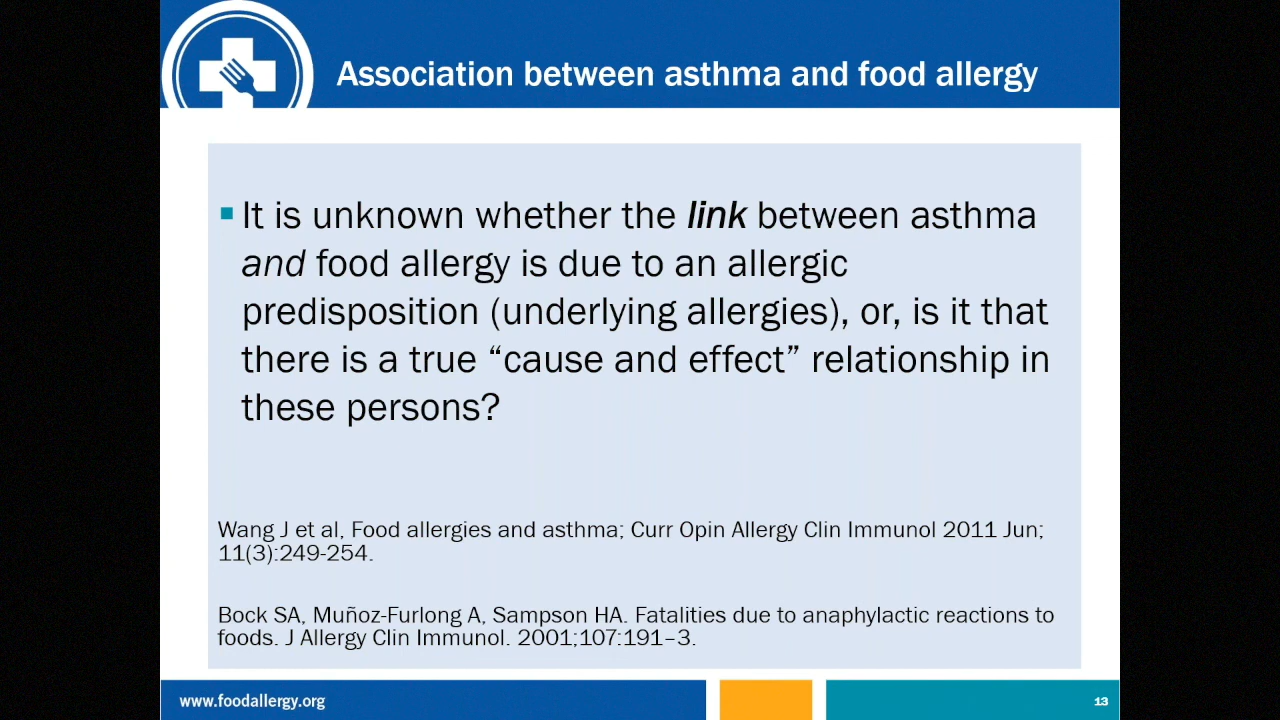 Association between asthma and food allergy
It is unknown whether the link between asthma
and food allergy is due to an allergic
predisposition (underlying allergies), or, is it that
there is a true “cause and effect” relationship in
these persons?
Wang J et al, Food allergies and asthma; Curr Opin Allergy Clin Immunol 2011 Jun;
11(3):249-254.
Bock SA, Muñoz-Furlong A, Sampson HA. Fatalities due to anaphylactic reactions to
foods. J Allergy Clin Immunol. 2001;107:191–3.
www.foodallergy.org
13